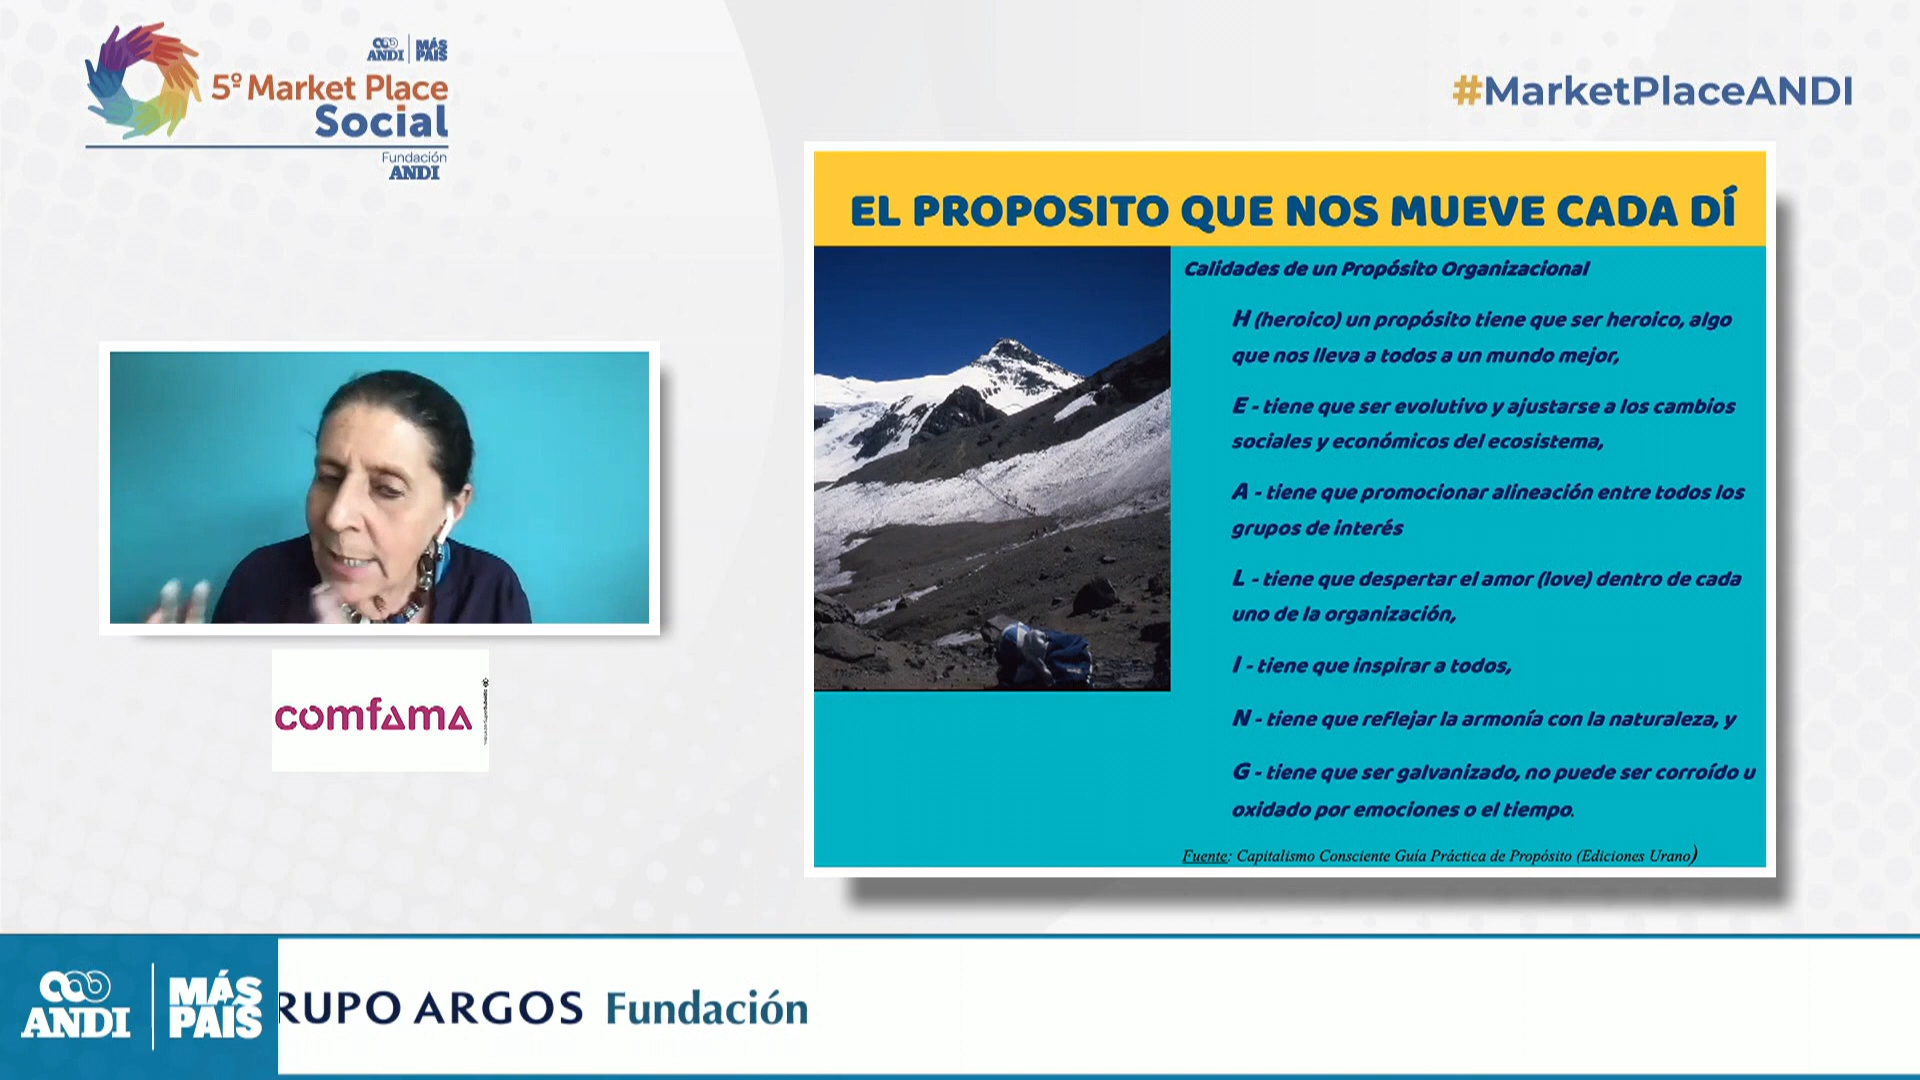 ANDI MÁS PAÍS
5º Market Place
Social
Fundación
ANDI
#MarketPlaceANDI
EL PROPOSITO QUE NOS MUEVE CADA DÍ
Calidades de un Propósito Organizacional
H (heroico) un propósito tiene que ser heroico, algo
que nos lleva a todos a un mundo mejor,
E - tiene que ser evolutivo y ajustarse a los cambios
sociales y económicos del ecosistema,
A - tiene que promocionar alineación entre todos los
grupos de interés
L - tiene que despertar el amor (love) dentro de cada
uno de la organización,
I - tiene que inspirar a todos,
N - tiene que reflejar la armonía con la naturaleza, y
G - tiene que ser galvanizado, no puede ser corroído u
oxidado por emociones o el tiempo.
Fuente: Capitalismo Consciente Guía Práctica de Propósito (Ediciones Urano)
comfama
ANDI MÁS PAÍS
RUPO ARGOS Fundación